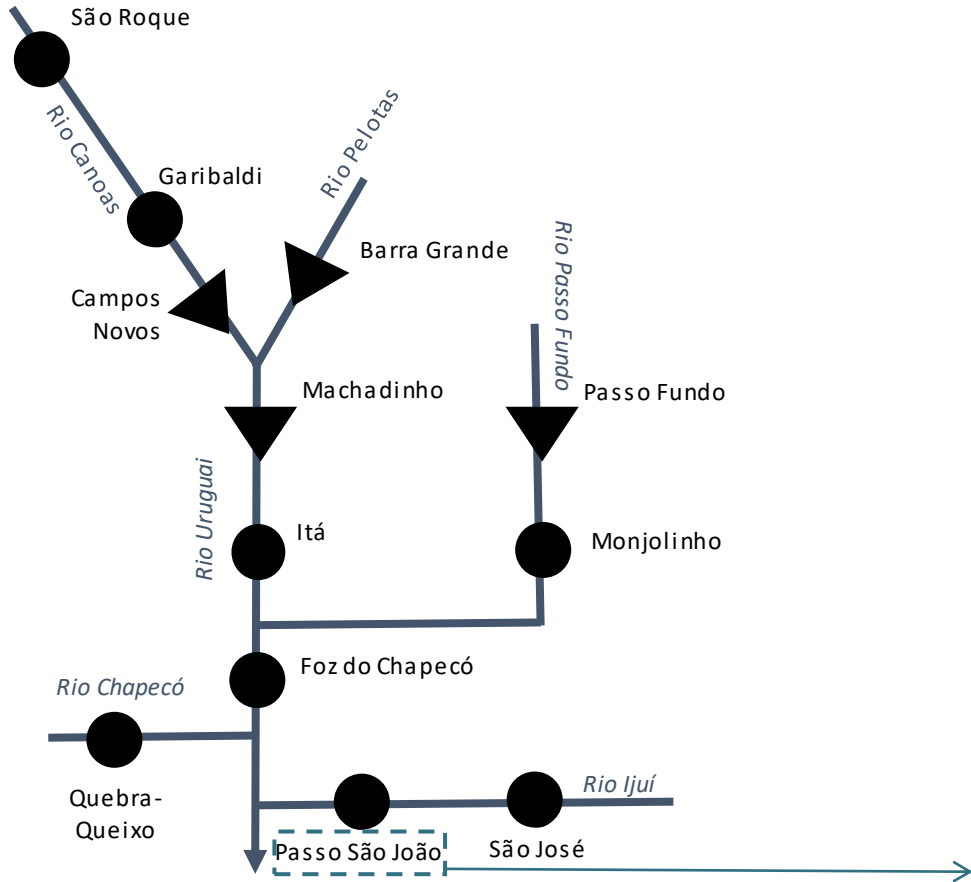 São Roque
Rio Canoas
Garibaldi
Rio Pelotas
Barra Grande
Campos
Novos
Rio Passo Fundo
Machadinho
Passo Fundo
Rio Uruguai
Itá
Monjolinho
Foz do Chapecó
Rio Chapecó
Quebra-
Queixo
Rio Ijuí
Passo São João
São José